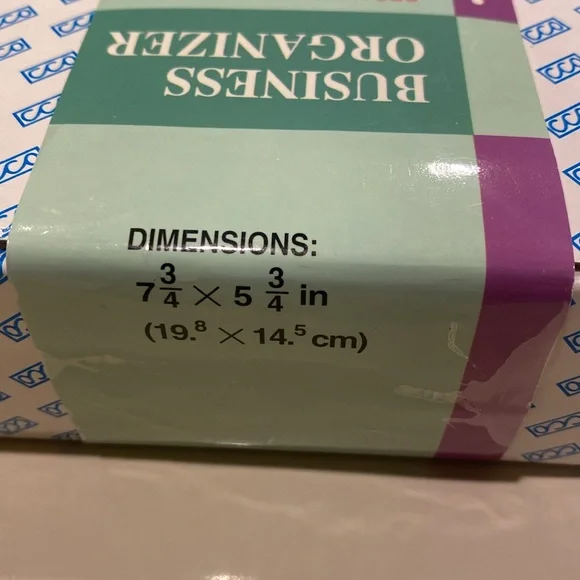 BUSINESS
ORGANIZER
DIMENSIONS:
7 3/4 × 5 3/4 in
(19.⁸ × 14.⁵ cm)